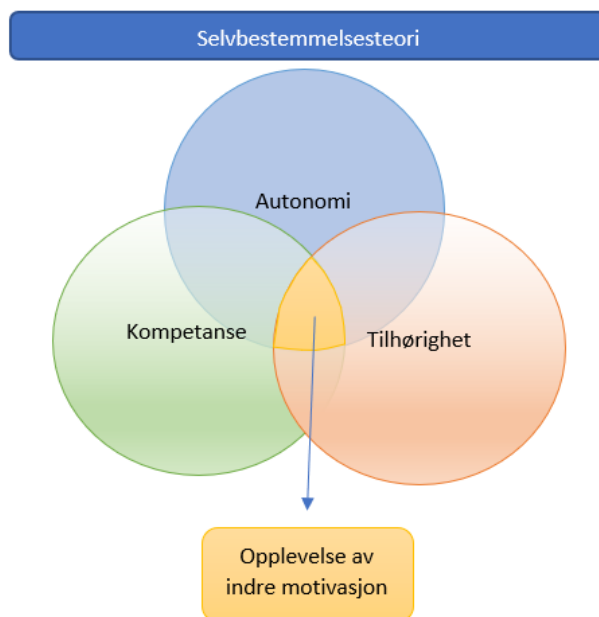 Selvbestemmelsesteori
Autonomi
Kompetanse
Tilhørighet
Opplevelse av
indre motivasjon